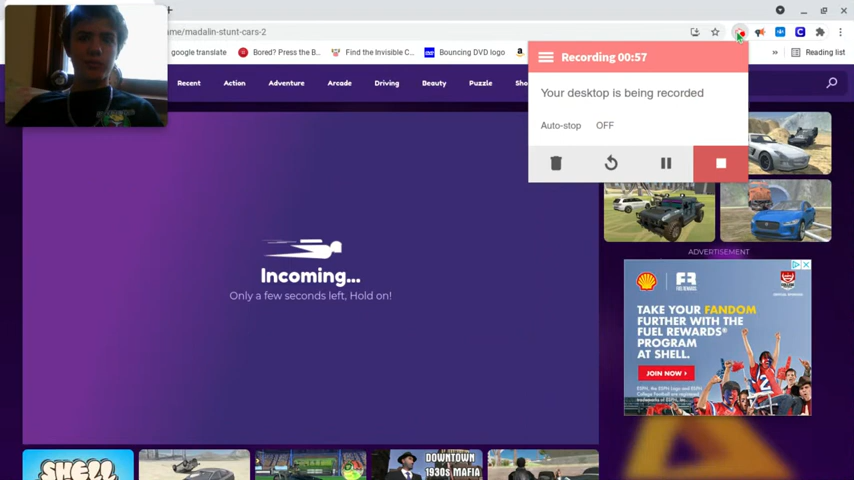 me/madalin-stunt-cars-2
google translate
Bored? Press the B...
Find the Invisible C...
Bouncing DVD logo
Reading list
Recording 00:57
Your desktop is being recorded
Auto-stop OFF
Recent
Action
Adventure
Arcade
Driving
Beauty
Puzzle
Sho
Incoming...
Only a few seconds left, Hold on!
ADVERTISEMENT
FUEL REWARDS
TAKE YOUR FANDOM
FURTHER WITH THE
FUEL REWARDS®
PROGRAM
AT SHELL.
JOIN NOW
SHELL
DOWNTOWN
1930s MAFIA